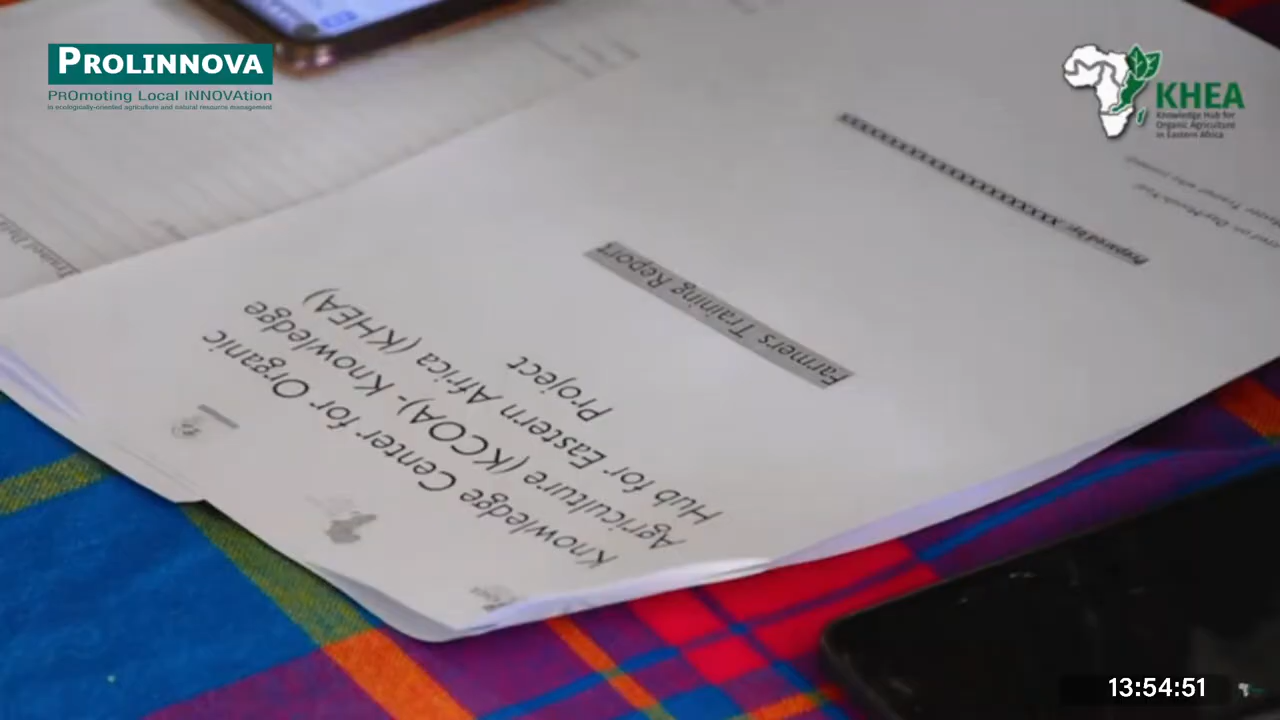 PROLINNOVA
PROmoting Local INNOVAtion
in ecologically-oriented agriculture and natural resource management
KHEA
Knowledge Hub for
Organic Agriculture
in Eastern Africa
Knowledge Center for Organic
Agriculture (KCOA)- Knowledge
Hub for Eastern Africa (KHEA)
Project
Farmers Training Report
Prepared by:
13:54:51